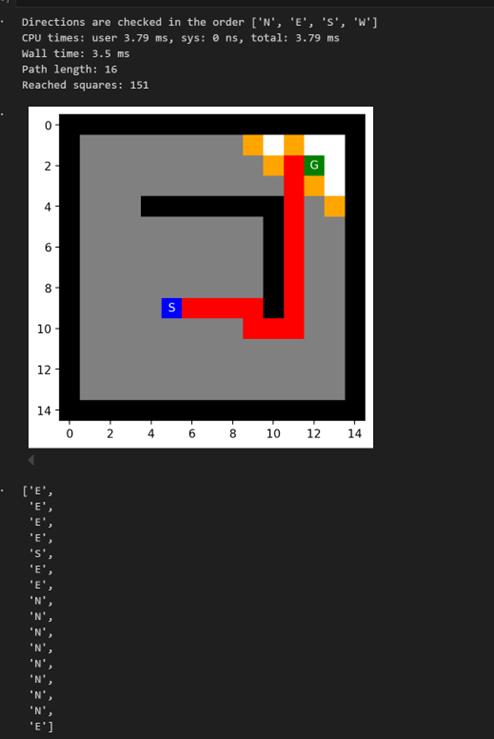 Directions are checked in the order ['N', 'E', 'S', 'W']
CPU times: user 3.79 ms, sys: 0 ns, total: 3.79 ms
Wall time: 3.5 ms
Path length: 16
Reached squares: 151
0
2
G
4
6
8
S
10
12
14
0 2 4 6 8 10 12 14
['E',
'E',
'E',
'E',
'S',
'E',
'E',
'N',
'N',
'N',
'N',
'N',
'N',
'N',
'N',
'E']